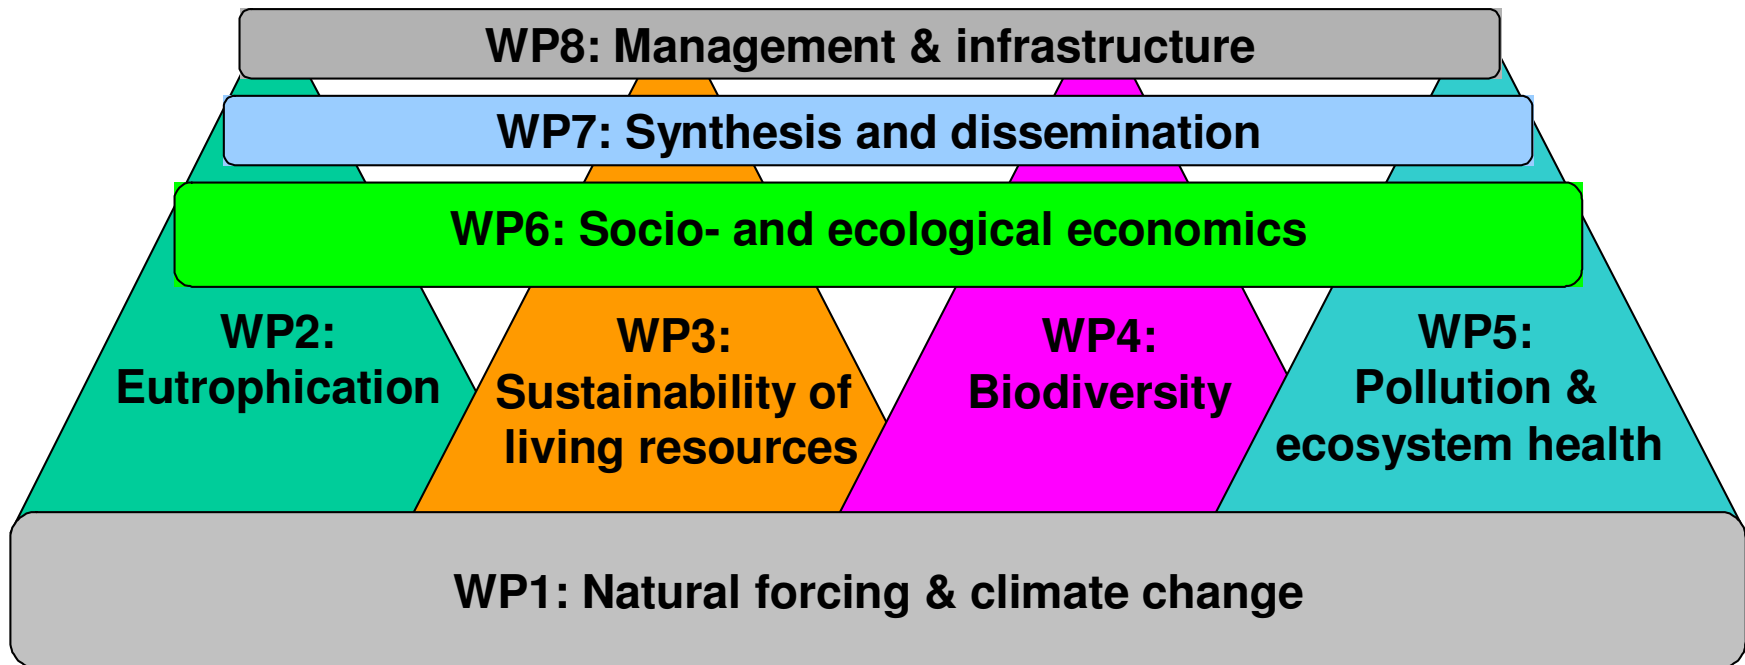 WP8: Management & infrastructure
WP7: Synthesis and dissemination
WP6: Socio- and ecological economics
WP2:
Eutrophication
WP3:
Sustainability of
living resources
WP4:
Biodiversity
WP5:
Pollution &
ecosystem health
WP1: Natural forcing & climate change